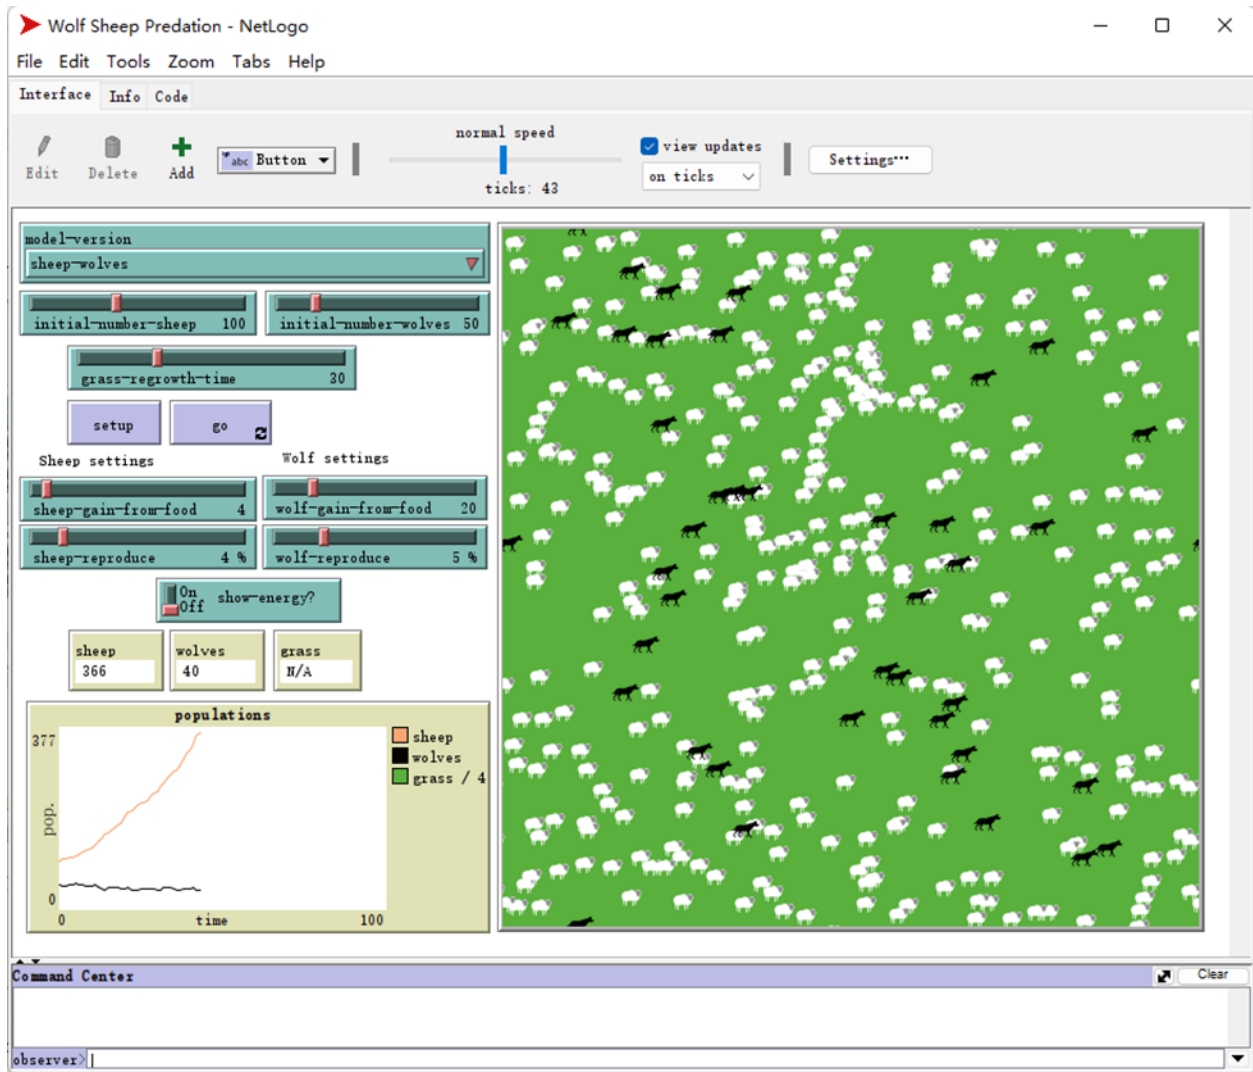 Wolf Sheep Predation - NetLogo
File Edit Tools Zoom Tabs Help
Interface Info Code
normal speed
view updates
Edit Delete Add abc Button ticks: 43 on ticks Settings...
model-version
sheep-wolves
initial-number-sheep 100 initial-number-wolves 50
grass-regrowth-time 30
setup go
Sheep settings Wolf settings
sheep-gain-from-food 4 wolf-gain-from-food 20
sheep-reproduce 4 % wolf-reproduce 5 %
On
Off show-energy?
sheep wolves grass
366 40 N/A
populations
377
pop.
0
0 time 100
sheep
wolves
grass / 4
Command Center Clear
observer>